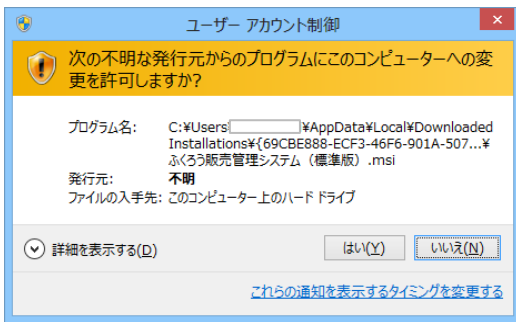 ユーザー アカウント制御
次の不明な発行元からのプログラムにこのコンピューターへの変
更を許可しますか?
プログラム名: C:¥Users¥AppData¥Local¥Downloaded
Installations¥{69CBE888-ECF3-46F6-901A-507...¥
ふくろう販売管理システム（標準版）.msi
発行元: 不明
ファイルの入手先: このコンピューター上のハード ドライブ
詳細を表示する(D) はい(Y) いいえ(N)
これらの通知を表示するタイミングを変更する